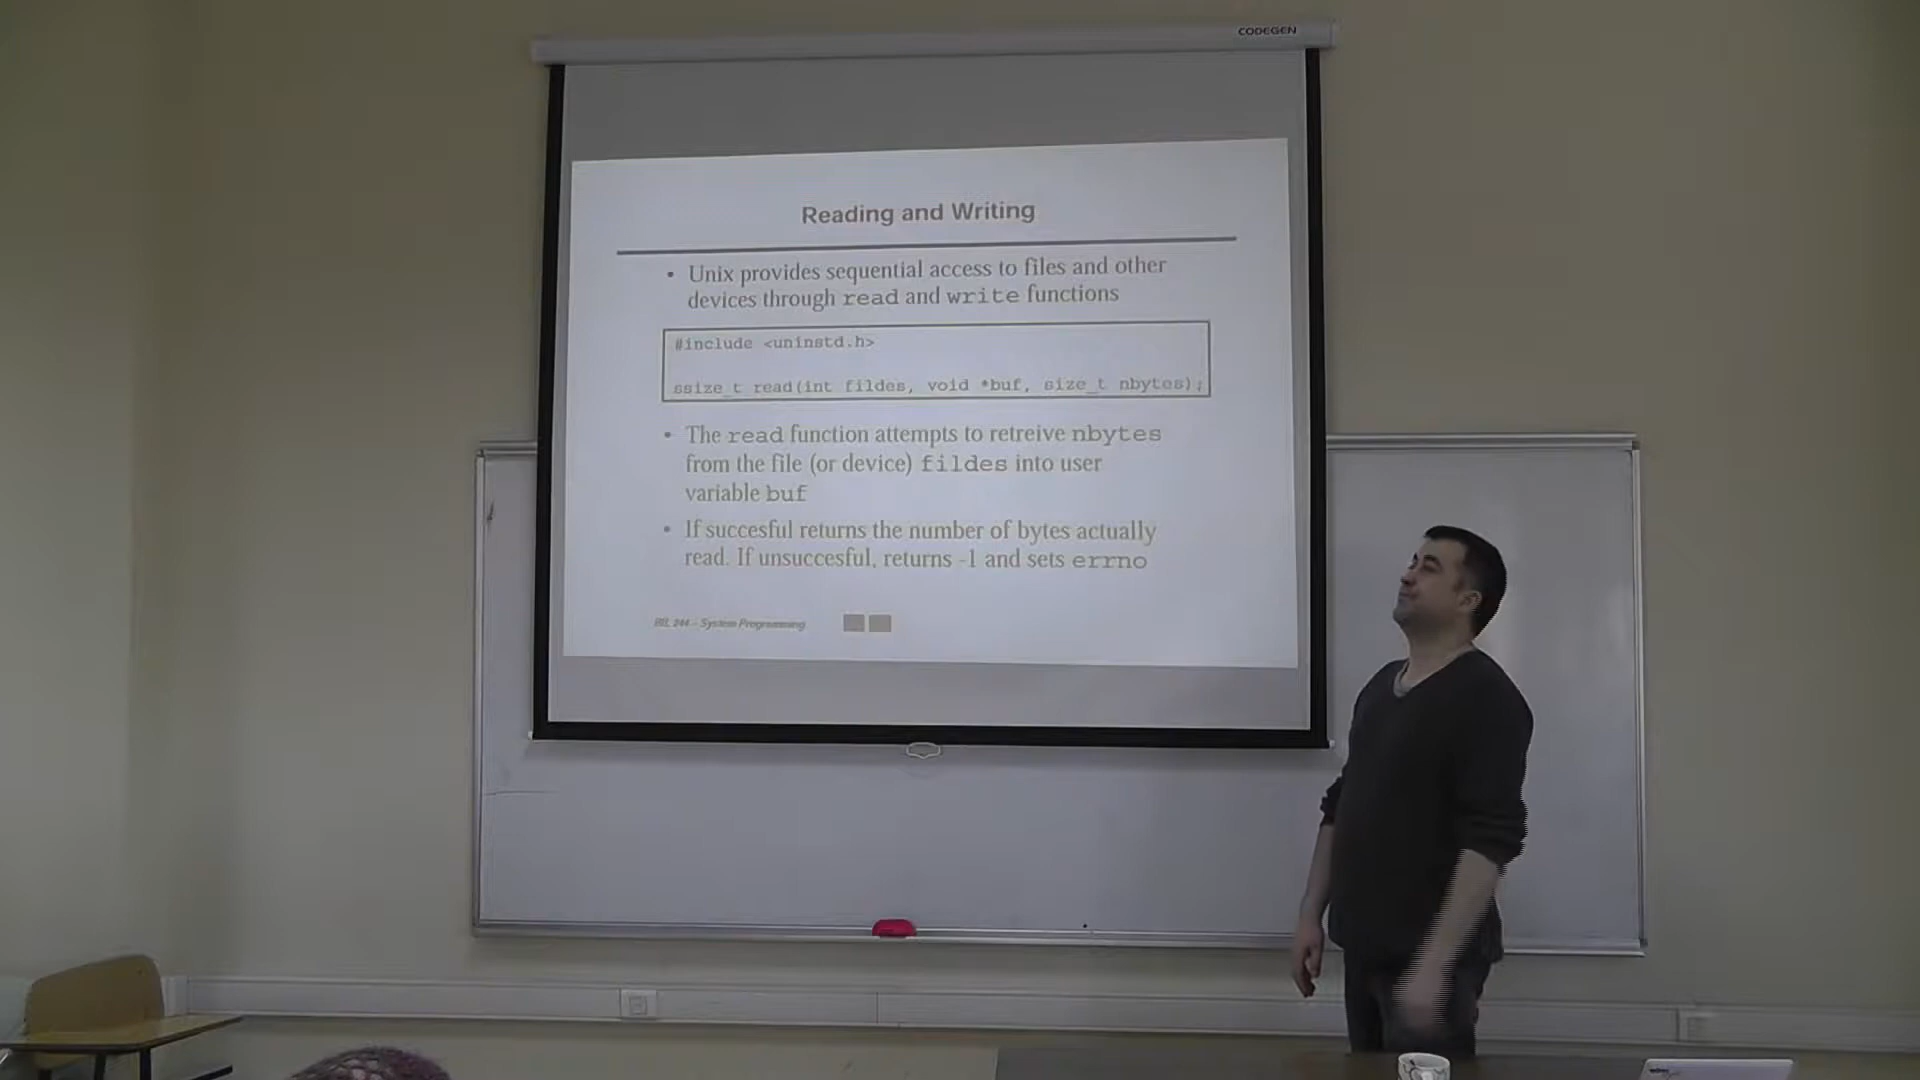 CODEGEN
Reading and Writing
• Unix provides sequential access to files and other
devices through read and write functions
#include <uninstd.h>
ssize_t read(int fildes, void *buf, size_t nbytes);
• The read function attempts to retreive nbytes
from the file (or device) fildes into user
variable buf
• If succesful returns the number of bytes actually
read. If unsuccesful, returns -1 and sets errno
BIL 244 - System Programming